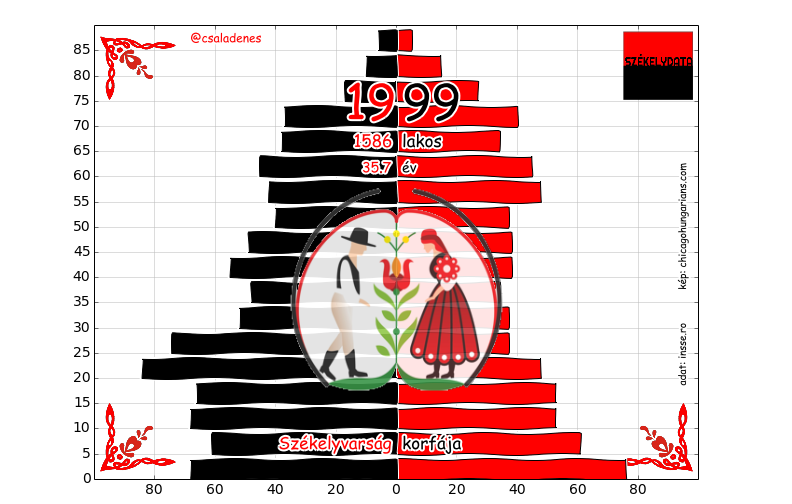 @csaladenes
SZÉKELYDATA
1999
1586 lakos
35.7 év
kép: chicagohungarians.com
adat: insse.ro
Székelyvarság korfája
85
80
75
70
65
60
55
50
45
40
35
30
25
20
15
10
5
0
80 60 40 20 0 20 40 60 80